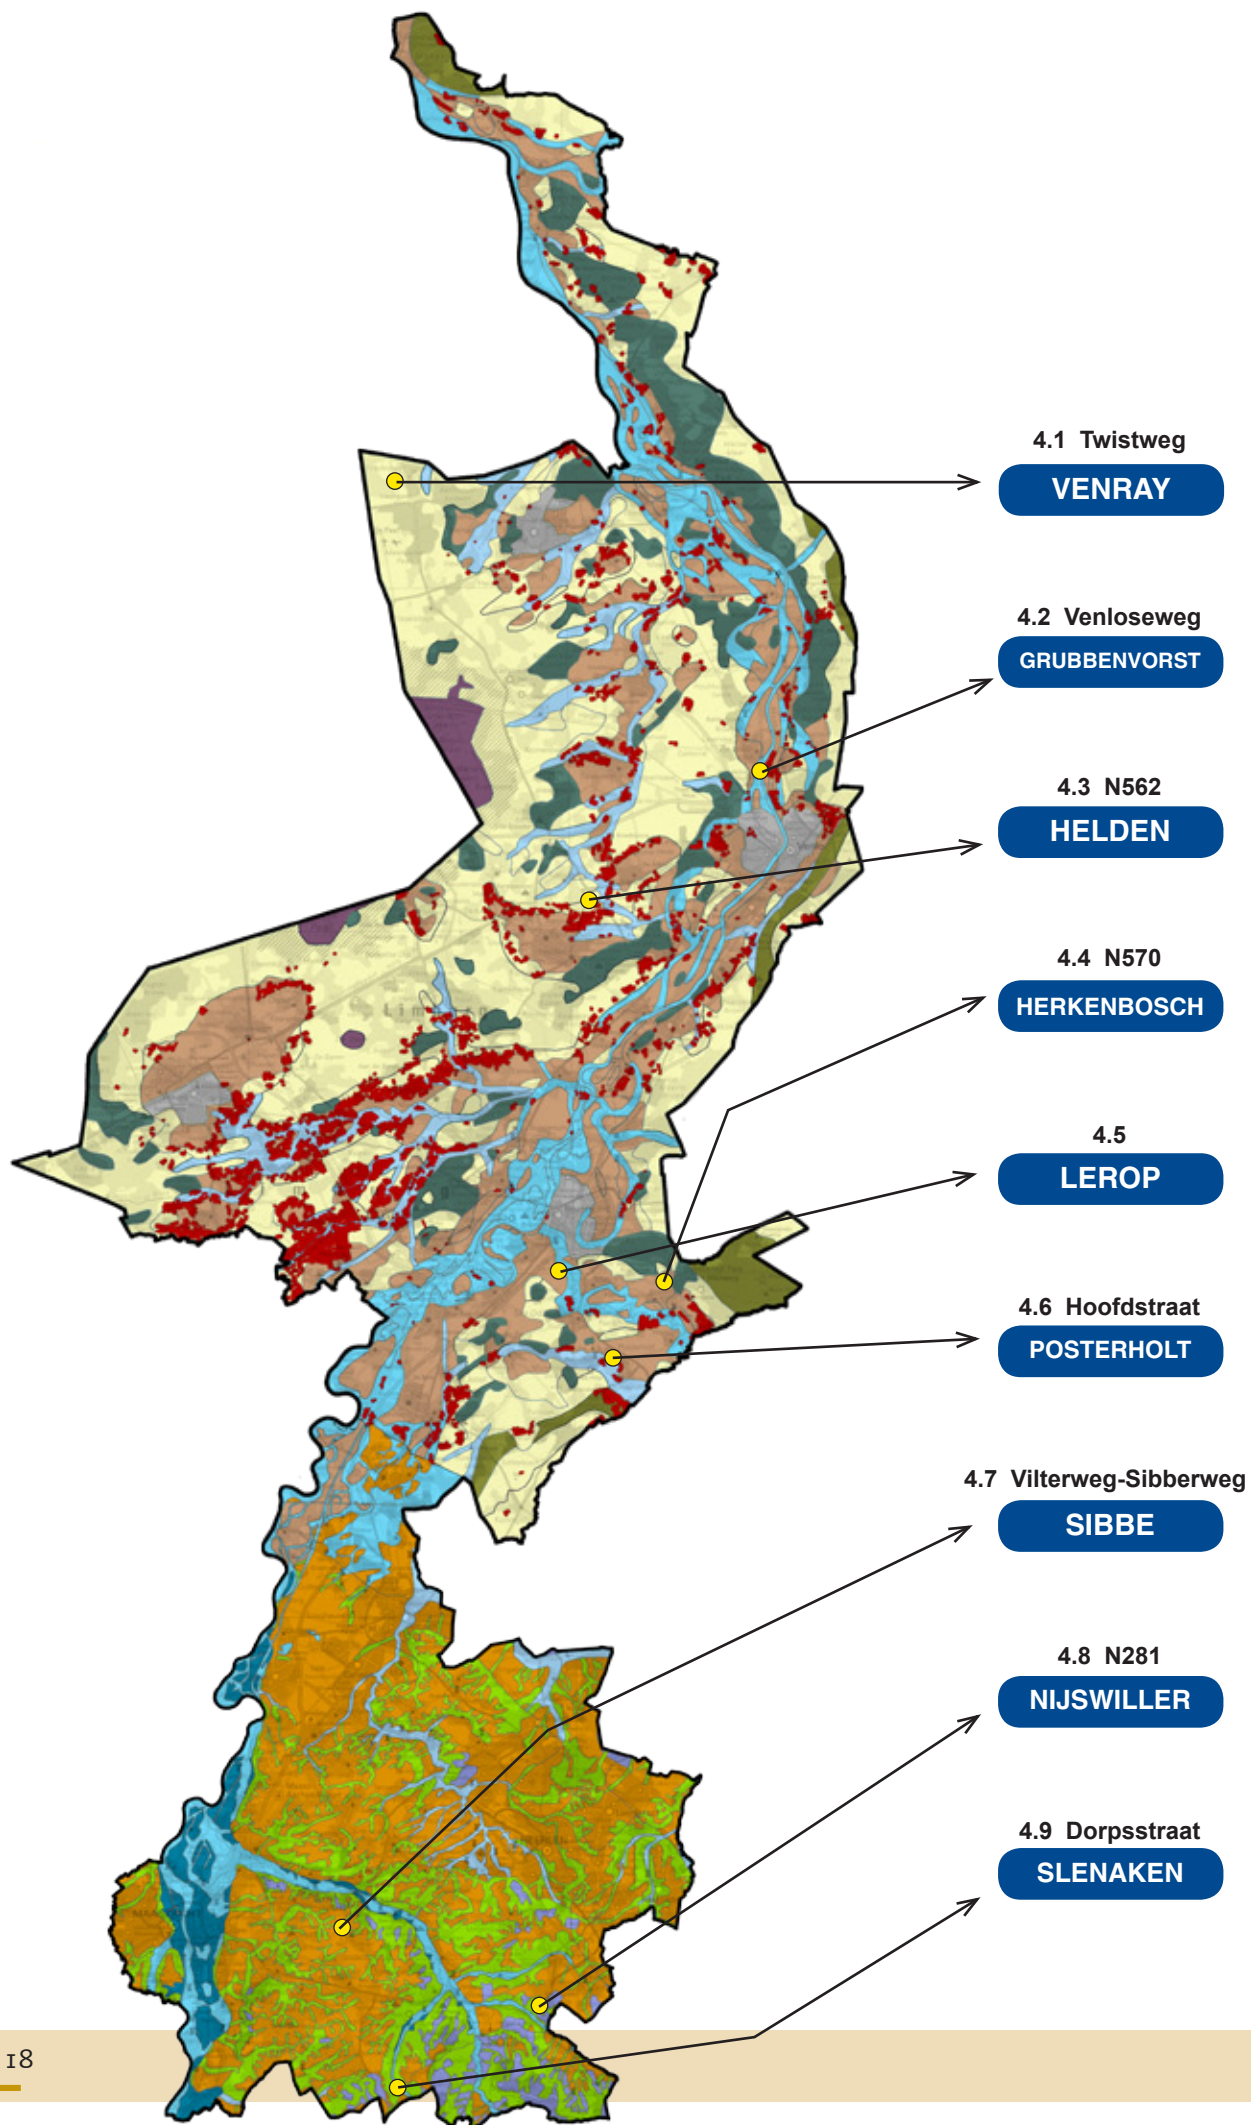 4.1 Twistweg
VENRAY
4.2 Venloseweg
GRUBBENVORST
4.3 N562
HELDEN
4.4 N570
HERKENBOSCH
4.5
LEROP
4.6 Hoofdstraat
POSTERHOLT
4.7 Vilterweg-Sibberweg
SIBBE
4.8 N281
NIJSWILLER
4.9 Dorpsstraat
SLENAKEN
18